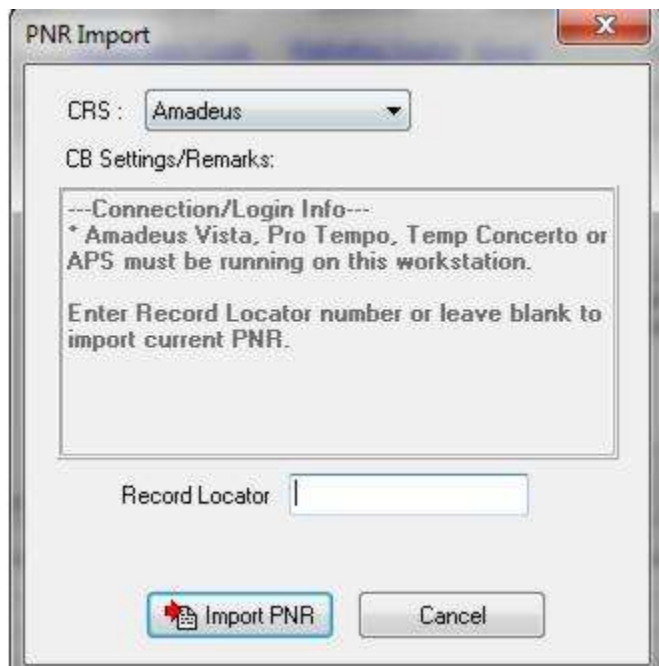 PNR Import
CRS : Amadeus
CB Settings/Remarks:
---Connection/Login Info---
* Amadeus Vista, Pro Tempo, Temp Concerto or
APS must be running on this workstation.
Enter Record Locator number or leave blank to
import current PNR.
Record Locator
Import PNR Cancel